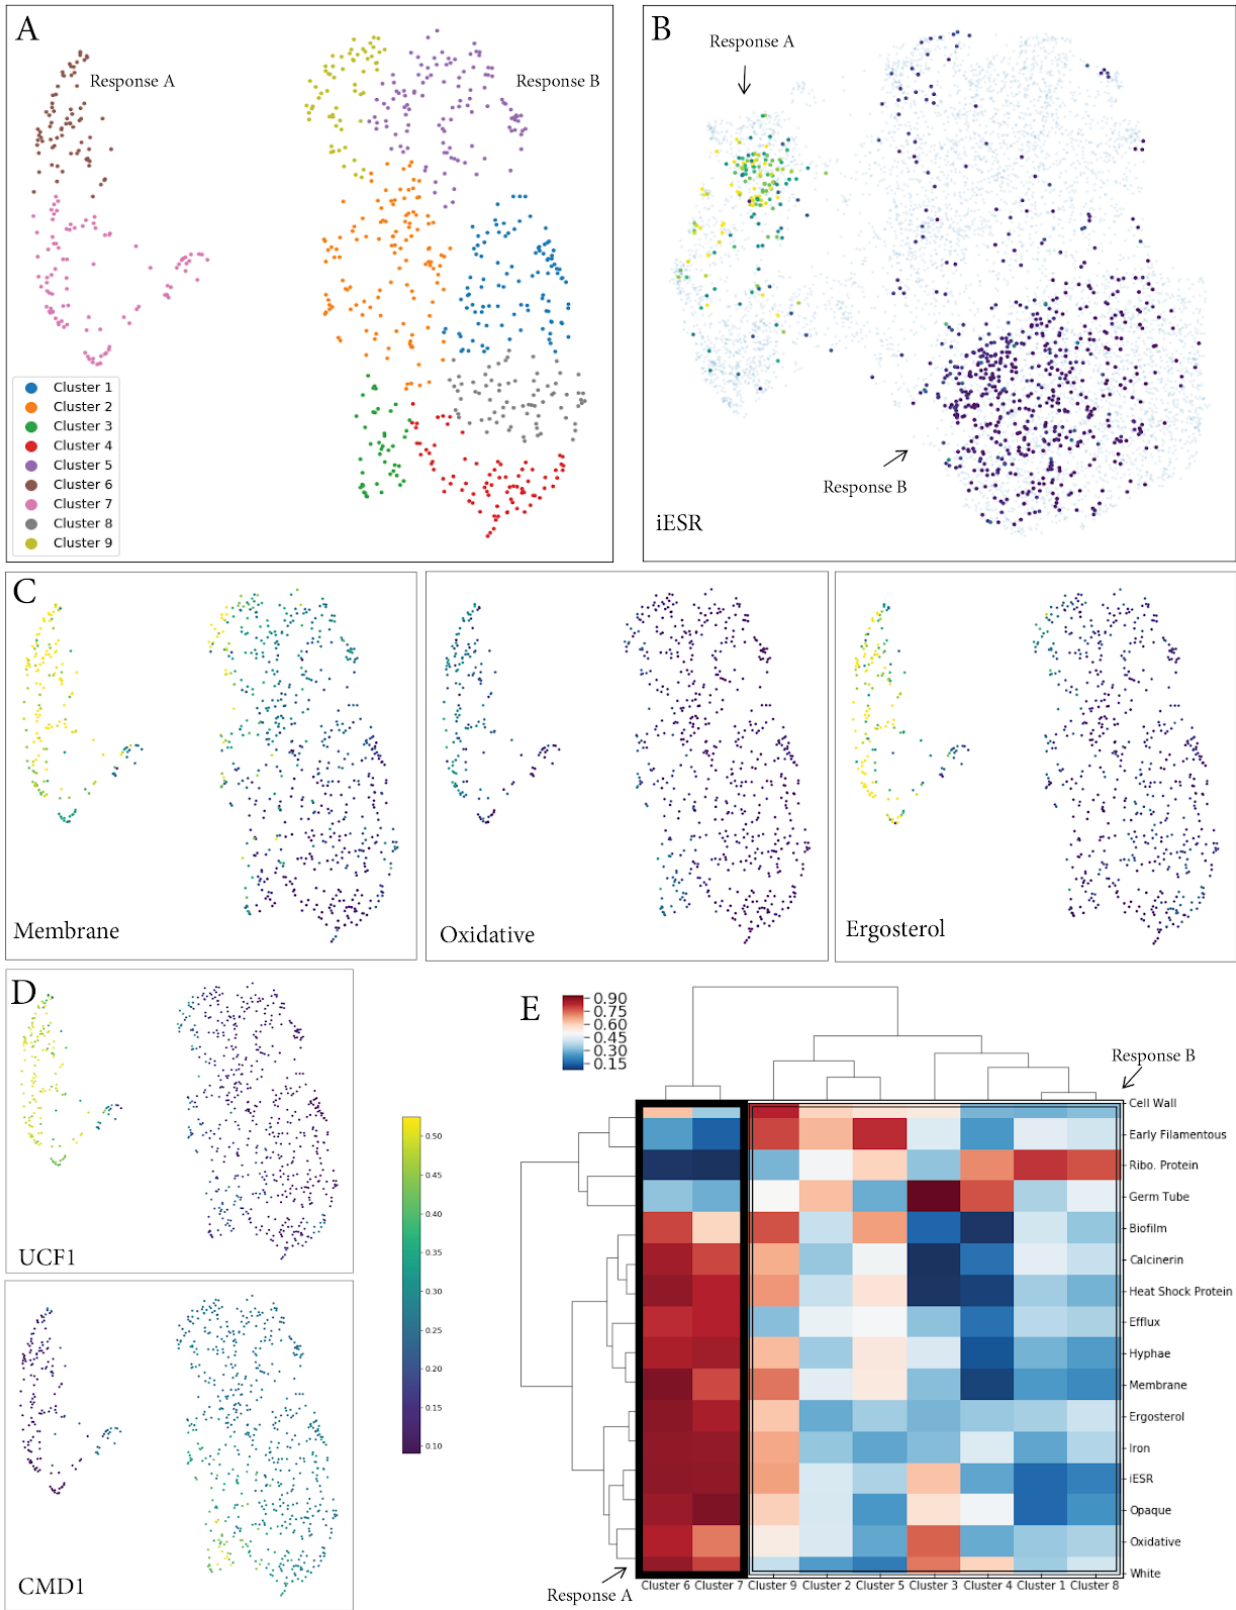 A
Response A
Response B
Cluster 1
Cluster 2
Cluster 3
Cluster 4
Cluster 5
Cluster 6
Cluster 7
Cluster 8
Cluster 9
B
Response A
Response B
iESR
C
Membrane
Oxidative
Ergosterol
D
UCF1
CMD1
0.50
0.45
0.40
0.35
0.30
0.25
0.20
0.15
0.10
E
0.90
0.75
0.60
0.45
0.30
0.15
Response B
Cell Wall
Early Filamentous
Ribo. Protein
Germ Tube
Biofilm
Calcinerin
Heat Shock Protein
Efflux
Hyphae
Membrane
Ergosterol
Iron
iESR
Opaque
Oxidative
White
Cluster 6 Cluster 7 Cluster 9 Cluster 2 Cluster 5 Cluster 3 Cluster 4 Cluster 1 Cluster 8
Response A